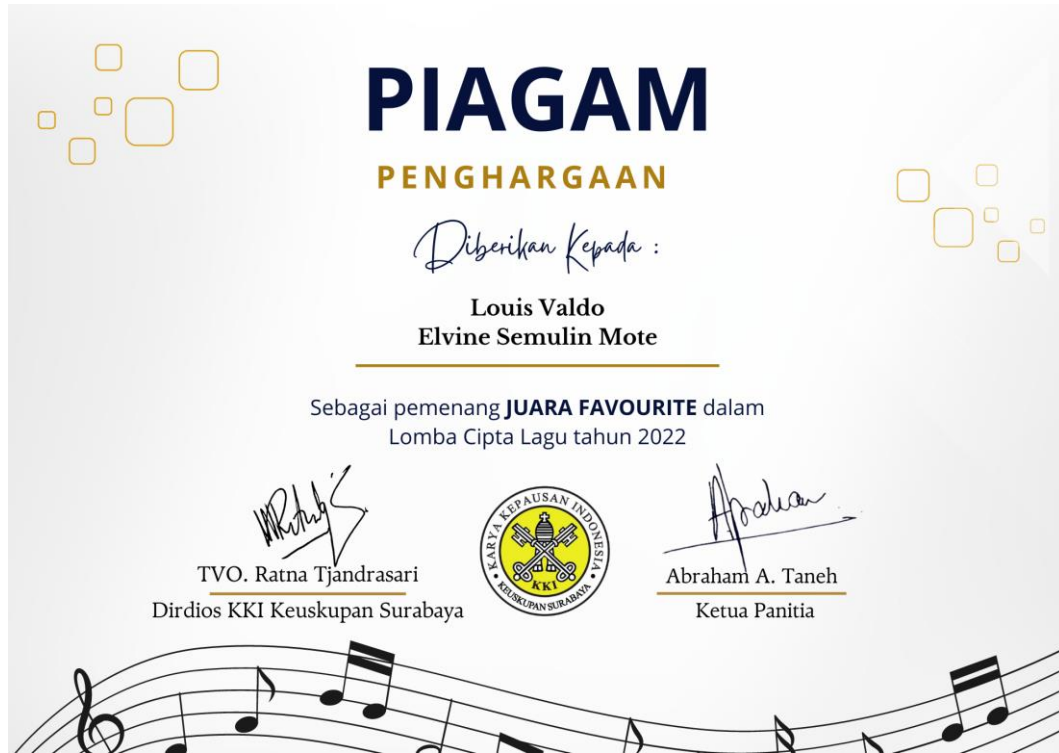 PIAGAM
PENGHARGAAN
Diberikan Kepada :
Louis Valdo
Elvine Semulin Mote
Sebagai pemenang JUARA FAVOURITE dalam
Lomba Cipta Lagu tahun 2022
TVO. Ratna Tjandrasari
Dirdios KKI Keuskupan Surabaya
KARYA KEPAUSAN INDONESIA
KKI
KEUSKUPAN SURABAYA
Abraham A. Taneh
Ketua Panitia